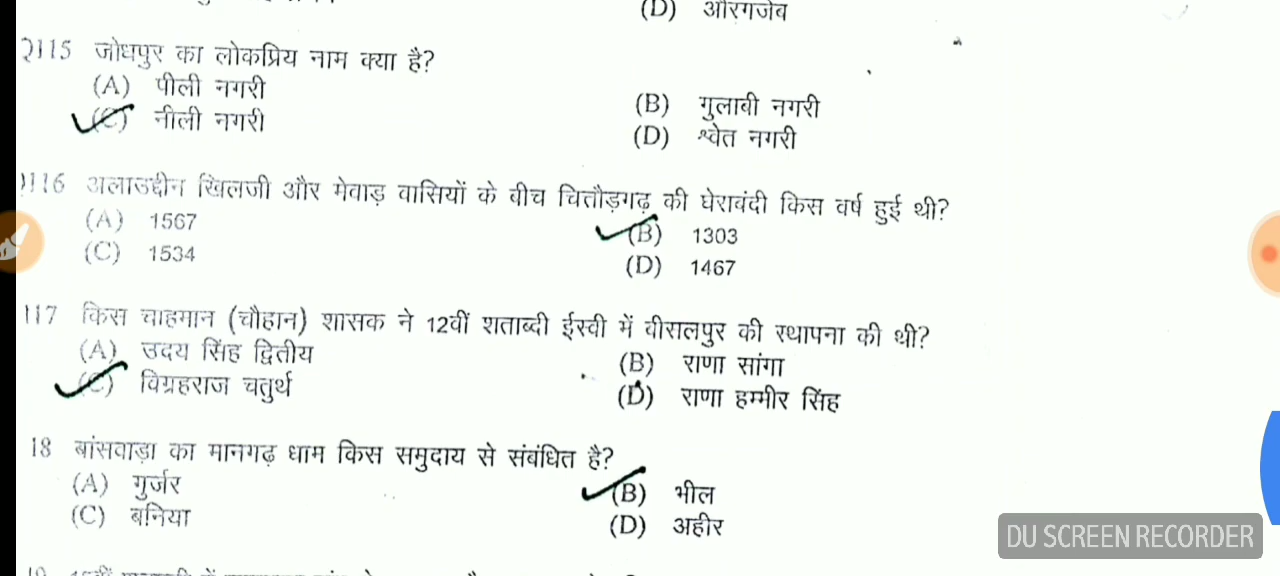 (D) औरंगजेब
Q115 जोधपुर का लोकप्रिय नाम क्या है?
(A) पीली नगरी
(B) गुलाबी नगरी
(C) नीली नगरी
(D) श्वेत नगरी
116 अलाउद्दीन खिलजी और मेवाड़ वासियों के बीच चित्तौड़गढ़ की घेराबंदी किस वर्ष हुई थी?
(A) 1567
(B) 1303
(C) 1534
(D) 1467
117 किस चाहमान (चौहान) शासक ने 12वीं शताब्दी ईस्वी में वीसलपुर की स्थापना की थी?
(A) उदय सिंह द्वितीय
(B) राणा सांगा
(C) विग्रहराज चतुर्थ
(D) राणा हम्मीर सिंह
18 बांसवाड़ा का मानगढ़ धाम किस समुदाय से संबंधित है?
(A) गुर्जर
(B) भील
(C) बनिया
(D) अहीर
DU SCREEN RECORDER